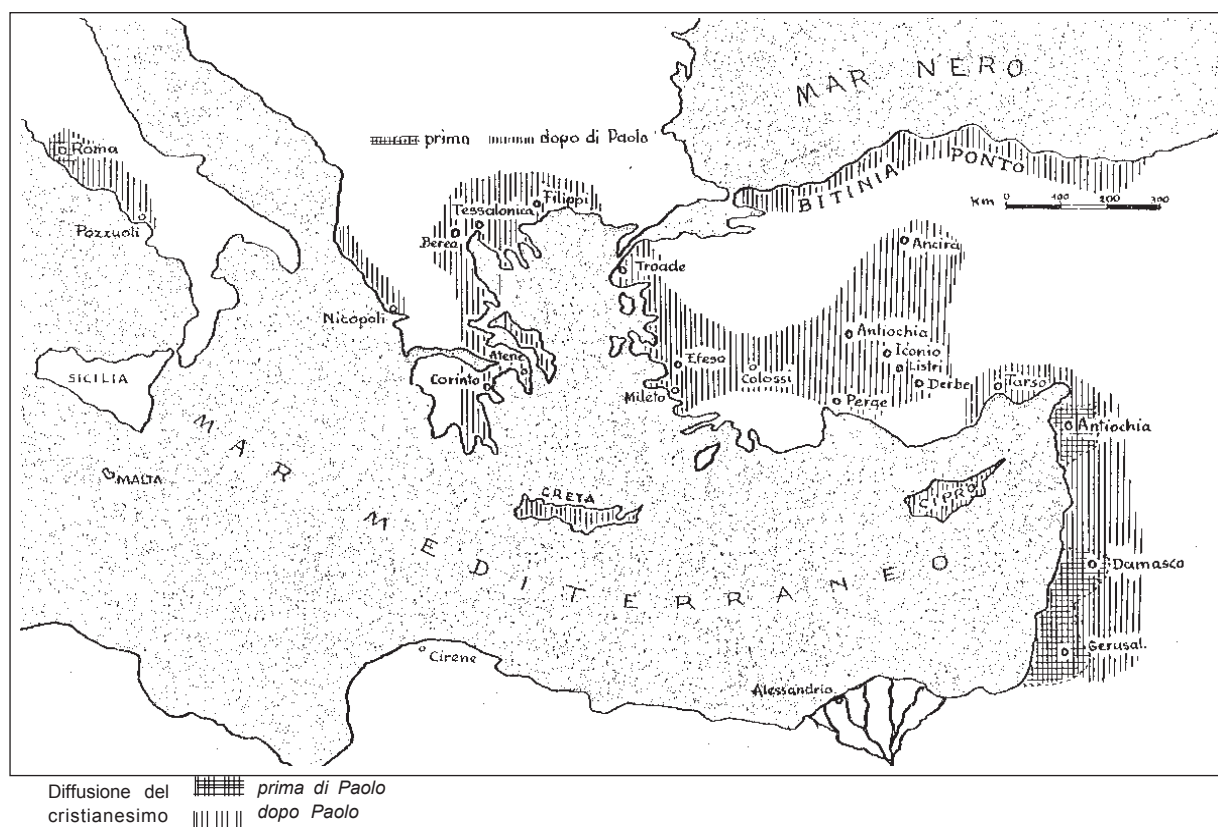 MAR NERO
prima dopo di Paolo
Roma
Pozzuoli
BITINIA PONTO
Km 0 100 200 300
Filippi
Tessalonica
Berea
Ancira
Troade
Nicopoli
Antiochia
Iconio
Listri
Derbe
Atene
Efeso
Colossi
SICILIA
Corinto
Mileto
Perge
Tarso
Antiochia
MALTA
CRETA
CIPRO
MAR MEDITERRANEO
Damasco
Cirene
Gerusal.
Alessandria
Diffusione del prima di Paolo
cristianesimo dopo Paolo